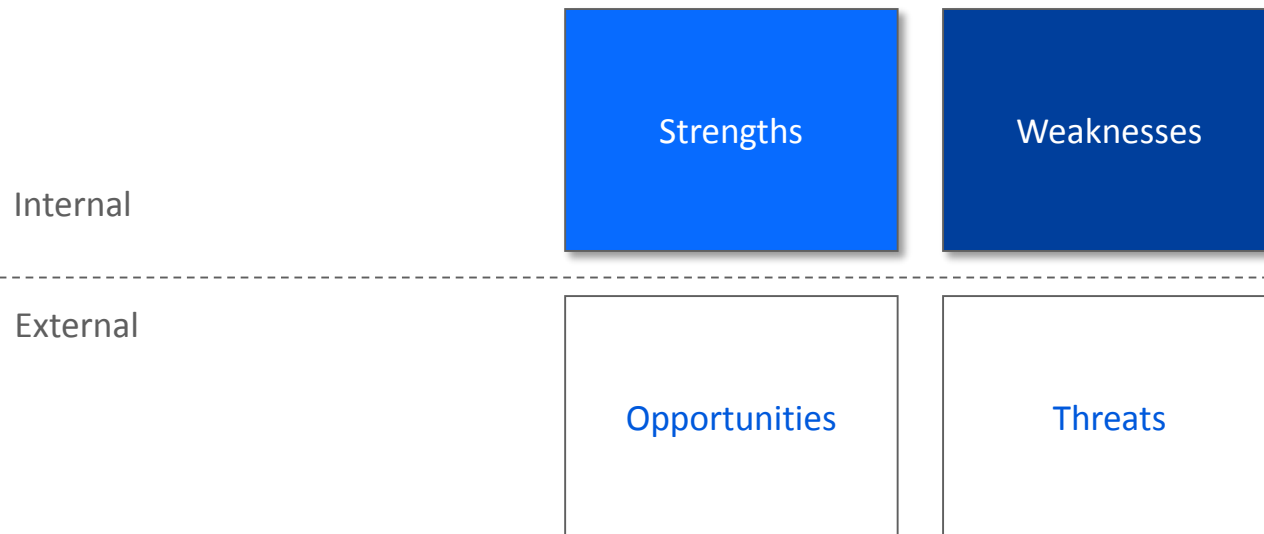 Strengths
Weaknesses
Internal
External
Opportunities
Threats